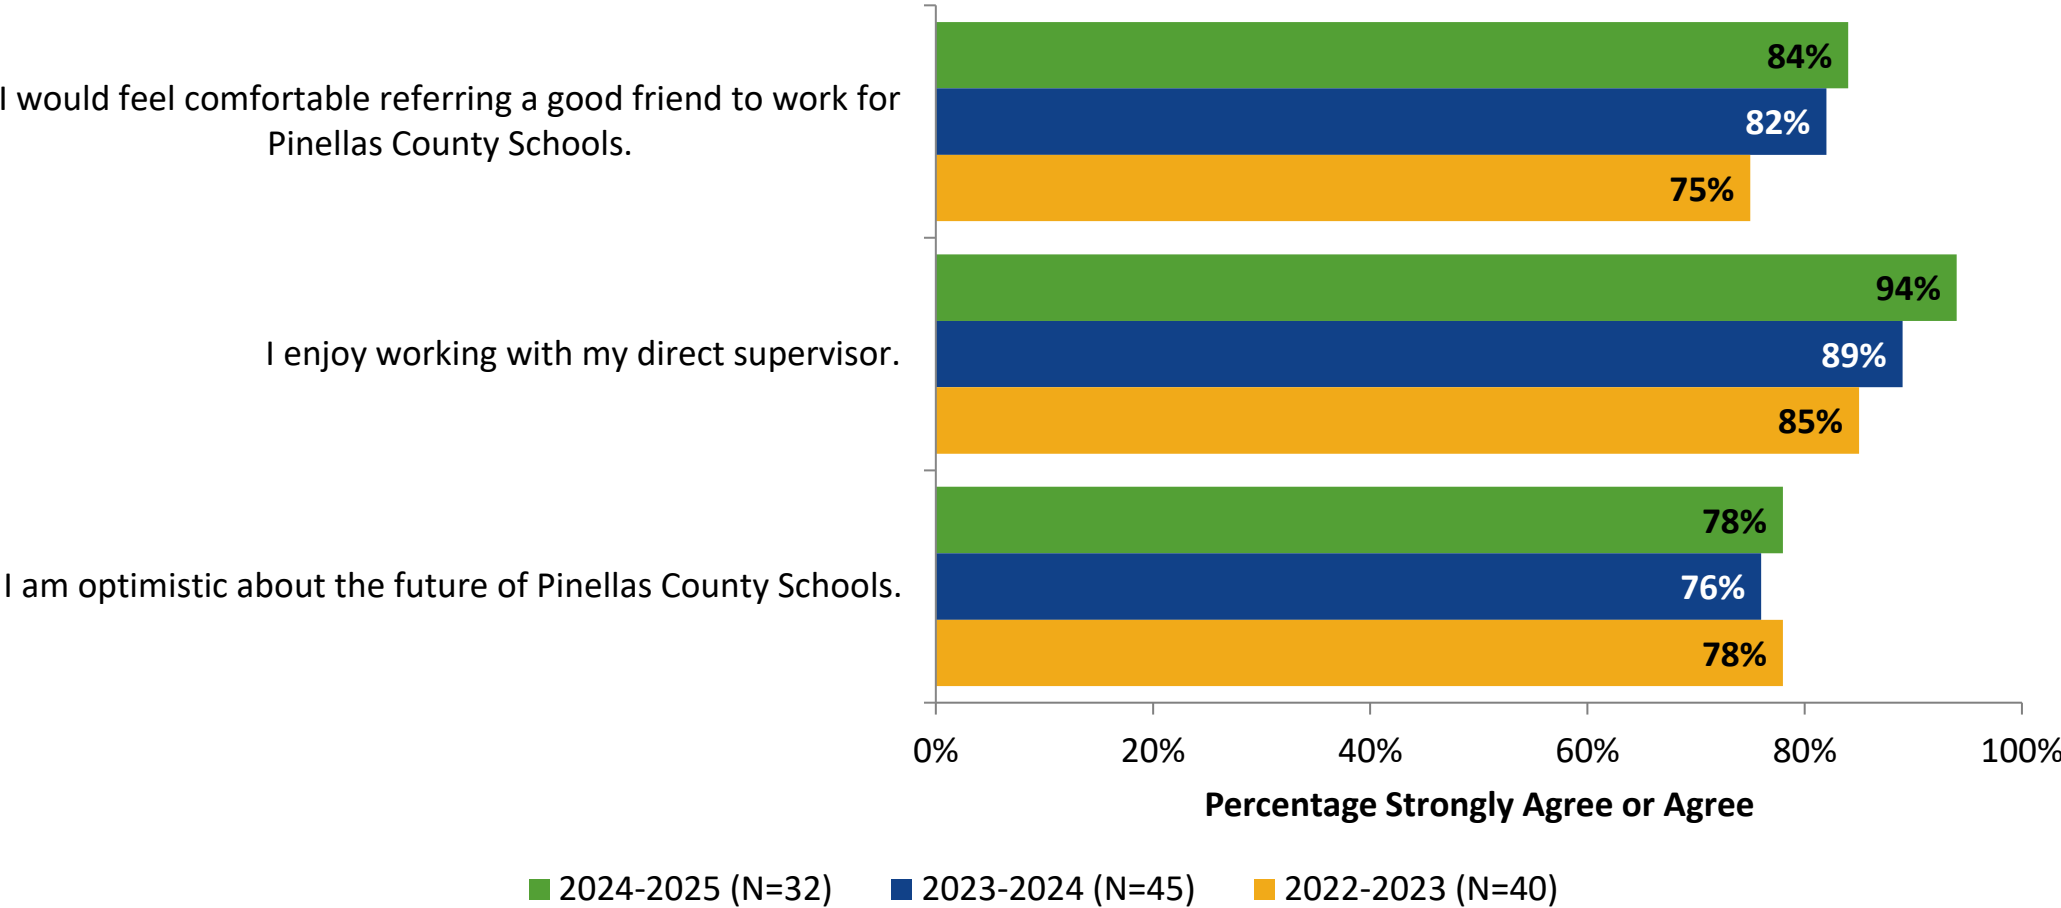 I would feel comfortable referring a good friend to work for
Pinellas County Schools.
84%
82%
75%
I enjoy working with my direct supervisor.
94%
89%
85%
I am optimistic about the future of Pinellas County Schools.
78%
76%
78%
0% 20% 40% 60% 80% 100%
Percentage Strongly Agree or Agree
2024-2025 (N=32) 2023-2024 (N=45) 2022-2023 (N=40)